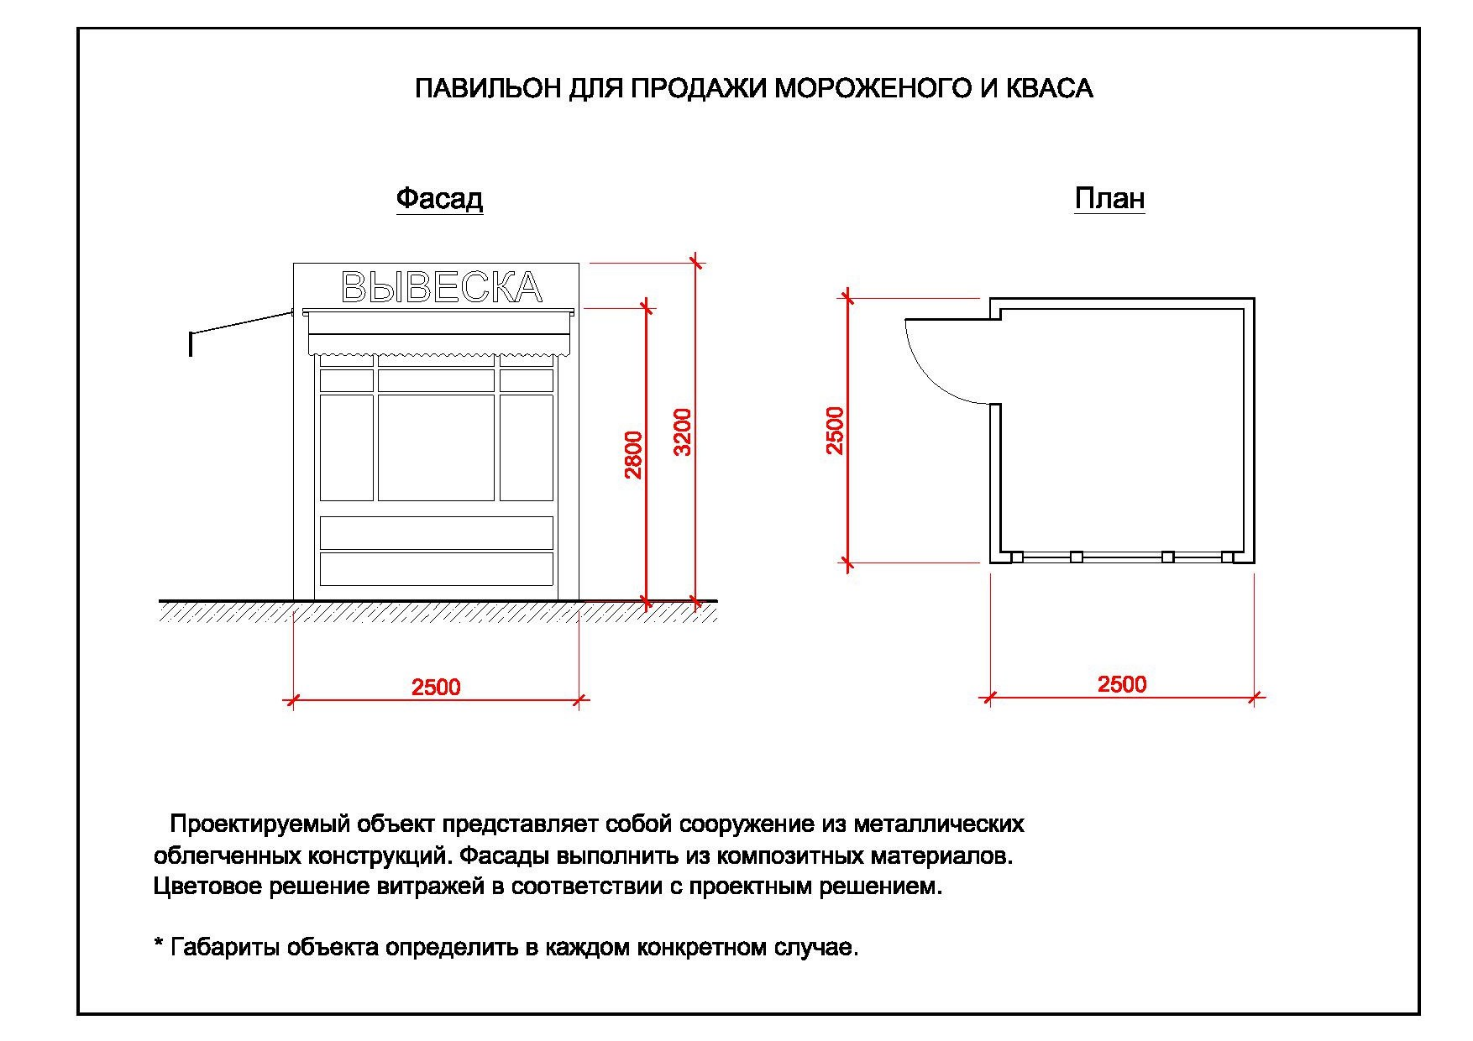 ПАВИЛЬОН ДЛЯ ПРОДАЖИ МОРОЖЕНОГО И КВАСА
Фасад
План
ВЫВЕСКА
2800
3200
2500
2500
2500
Проектируемый объект представляет собой сооружение из металлических
облегченных конструкций. Фасады выполнить из композитных материалов.
Цветовое решение витражей в соответствии с проектным решением.
* Габариты объекта определить в каждом конкретном случае.